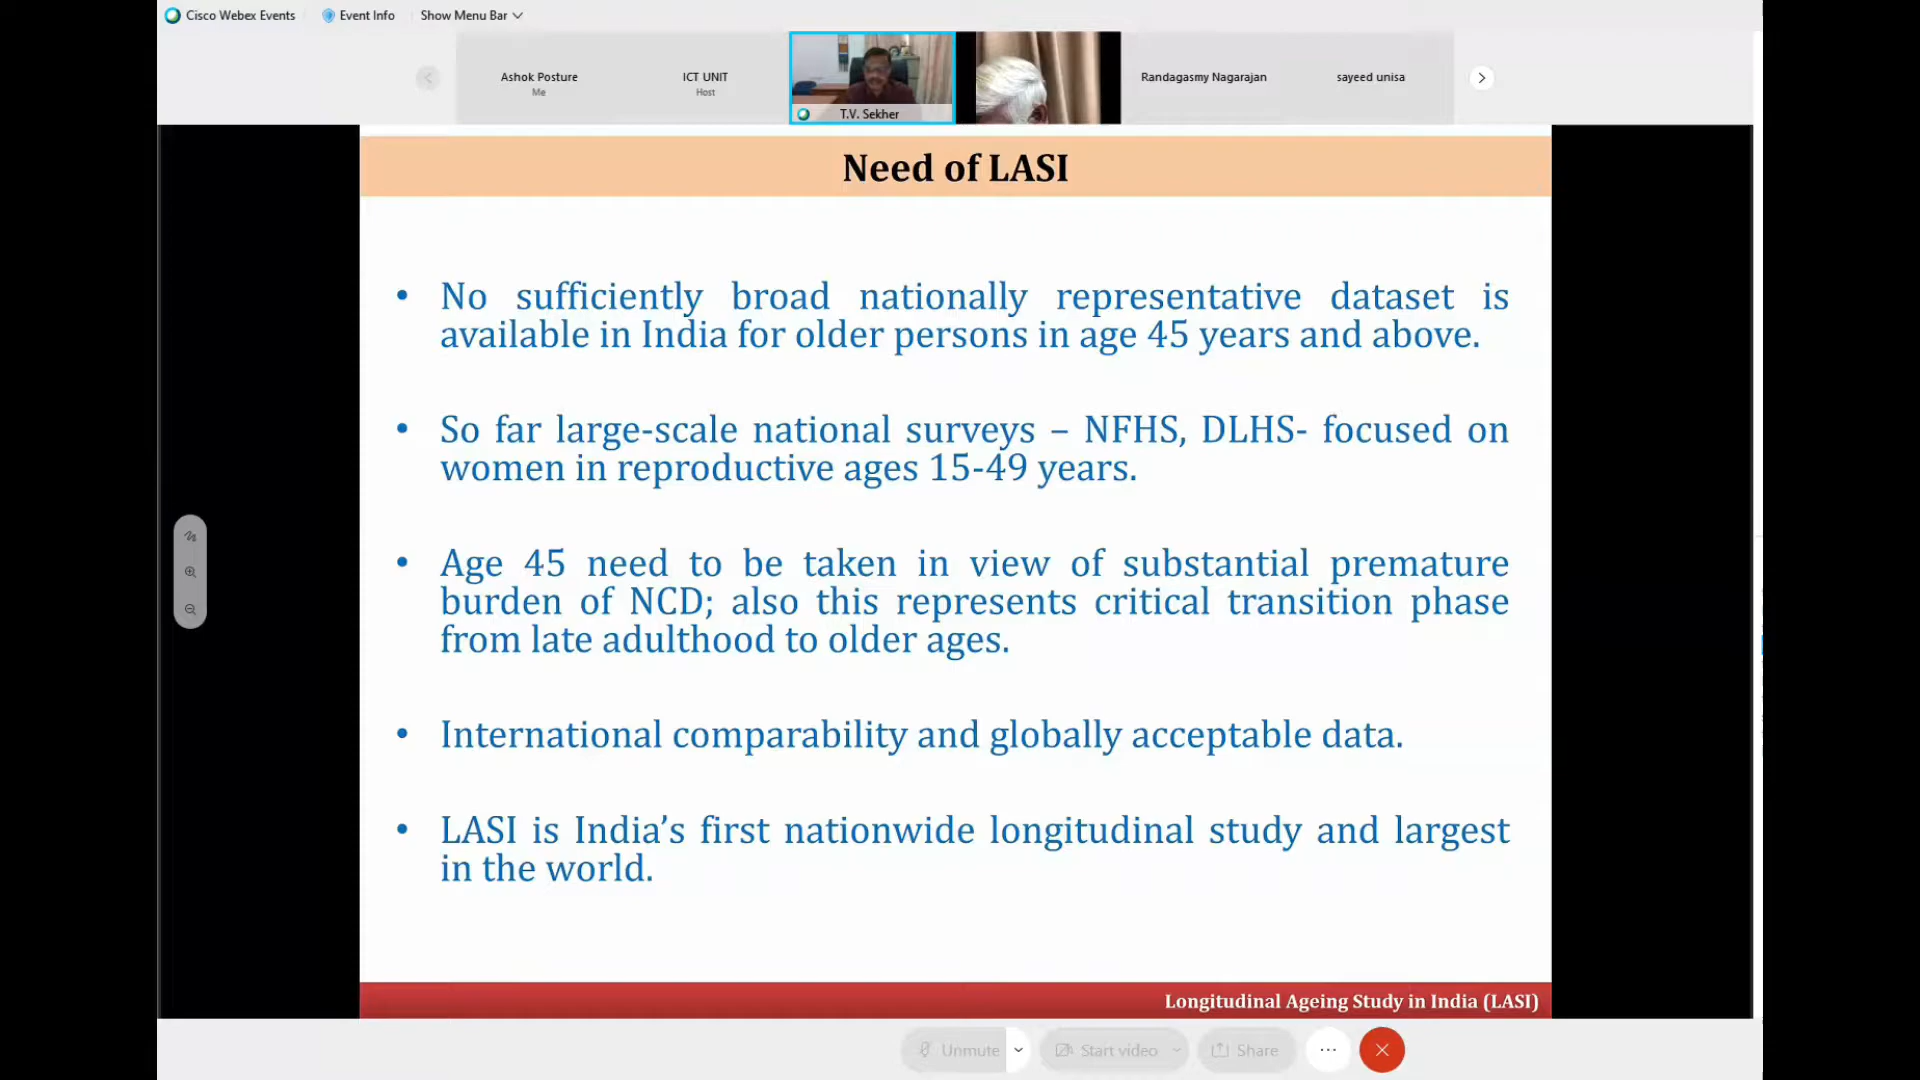 Cisco Webex Events Event Info Show Menu Bar
Ashok Posture
Me
ICT UNIT
Host
T.V. Sekher
Randagasmy Nagarajan
sayeed unisa
Need of LASI
• No sufficiently broad nationally representative dataset is
available in India for older persons in age 45 years and above.
• So far large-scale national surveys – NFHS, DLHS- focused on
women in reproductive ages 15-49 years.
• Age 45 need to be taken in view of substantial premature
burden of NCD; also this represents critical transition phase
from late adulthood to older ages.
• International comparability and globally acceptable data.
• LASI is India’s first nationwide longitudinal study and largest
in the world.
Longitudinal Ageing Study in India (LASI)
Unmute Start video Share